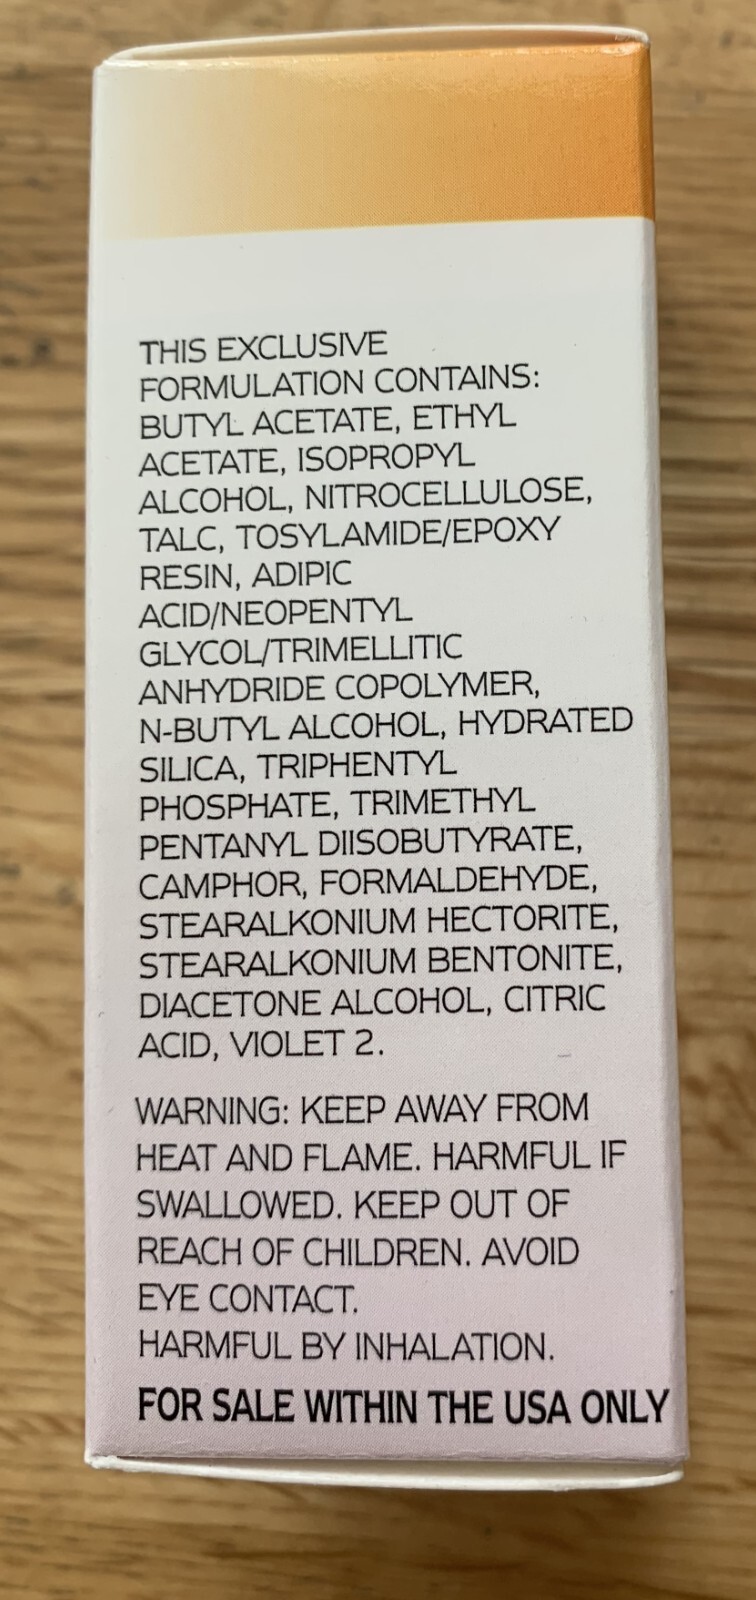 THIS EXCLUSIVE
FORMULATION CONTAINS:
BUTYL ACETATE, ETHYL
ACETATE, ISOPROPYL
ALCOHOL, NITROCELLULOSE,
TALC, TOSYLAMIDE/EPOXY
RESIN, ADIPIC
ACID/NEOPENTYL
GLYCOL/TRIMELLITIC
ANHYDRIDE COPOLYMER,
N-BUTYL ALCOHOL, HYDRATED
SILICA, TRIPHENTYL
PHOSPHATE, TRIMETHYL
PENTANYL DIISOBUTYRATE,
CAMPHOR, FORMALDEHYDE,
STEARALKONIUM HECTORITE,
STEARALKONIUM BENTONITE,
DIACETONE ALCOHOL, CITRIC
ACID, VIOLET 2.
WARNING: KEEP AWAY FROM
HEAT AND FLAME. HARMFUL IF
SWALLOWED. KEEP OUT OF
REACH OF CHILDREN. AVOID
EYE CONTACT.
HARMFUL BY INHALATION.
FOR SALE WITHIN THE USA ONLY